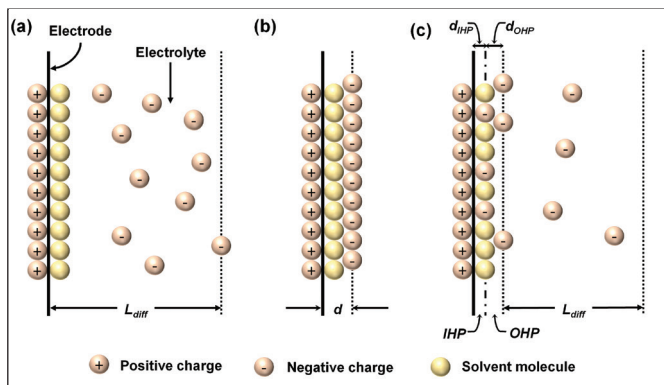 (a)
Electrode
Electrolyte
L_diff
(b)
d
(c)
d_IHP
d_OHP
IHP
OHP
L_diff
+ Positive charge
- Negative charge
Solvent molecule